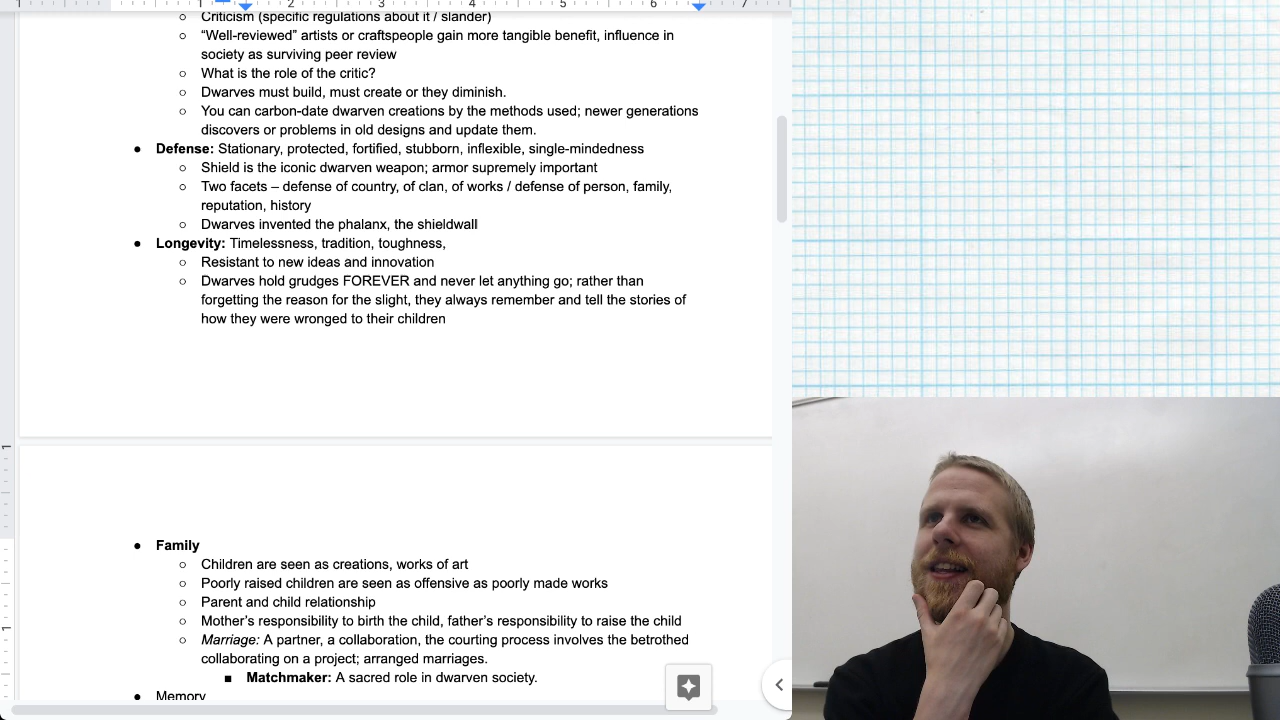 1 1 2 3 4 5 6 7
○ Criticism (specific regulations about it / slander)
○ “Well-reviewed” artists or craftspeople gain more tangible benefit, influence in
society as surviving peer review
○ What is the role of the critic?
○ Dwarves must build, must create or they diminish.
○ You can carbon-date dwarven creations by the methods used; newer generations
discovers or problems in old designs and update them.
● Defense: Stationary, protected, fortified, stubborn, inflexible, single-mindedness
○ Shield is the iconic dwarven weapon; armor supremely important
○ Two facets – defense of country, of clan, of works / defense of person, family,
reputation, history
○ Dwarves invented the phalanx, the shieldwall
● Longevity: Timelessness, tradition, toughness,
○ Resistant to new ideas and innovation
○ Dwarves hold grudges FOREVER and never let anything go; rather than
forgetting the reason for the slight, they always remember and tell the stories of
how they were wronged to their children
1
● Family
○ Children are seen as creations, works of art
○ Poorly raised children are seen as offensive as poorly made works
○ Parent and child relationship
○ Mother’s responsibility to birth the child, father’s responsibility to raise the child
○ Marriage: A partner, a collaboration, the courting process involves the betrothed
collaborating on a project; arranged marriages.
1
■ Matchmaker: A sacred role in dwarven society.
● Memory